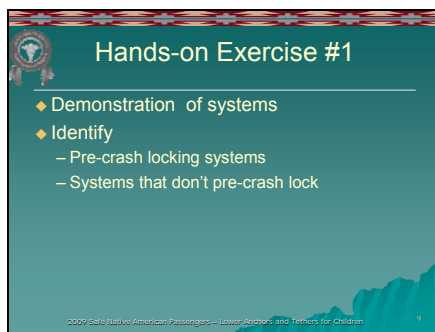 Hands-on Exercise #1
◆ Demonstration of systems
◆ Identify
– Pre-crash locking systems
– Systems that don't pre-crash lock
2009 Safe Native American Passengers – Lower Anchors and Tethers for Children
9